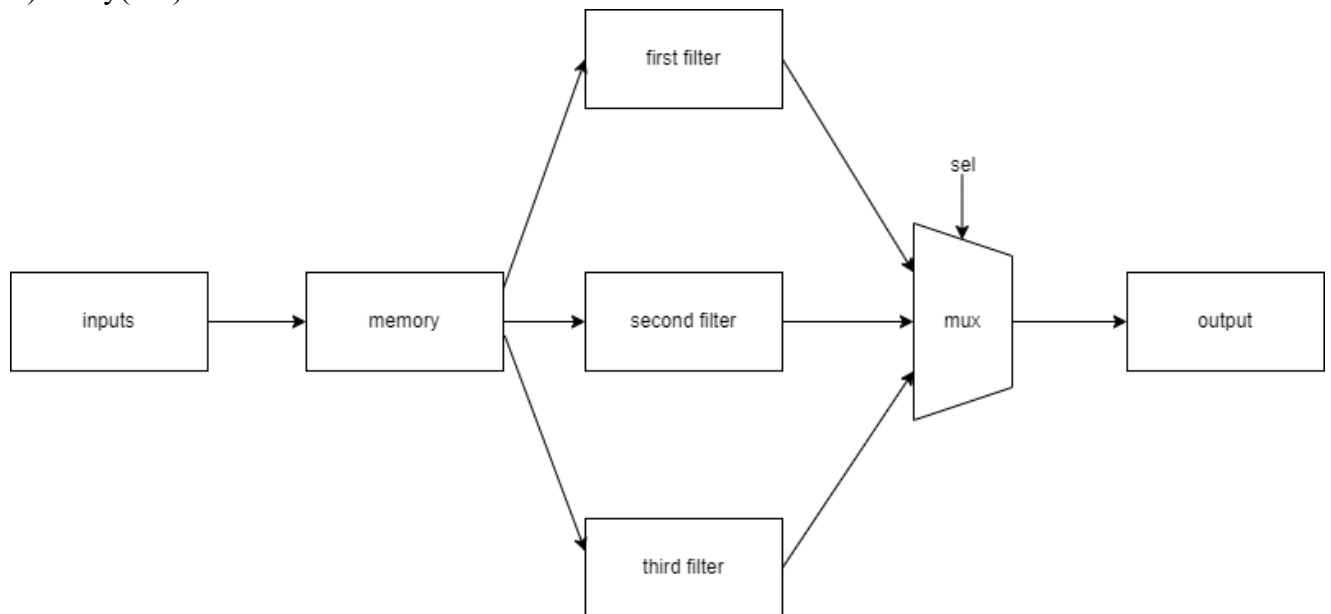 first filter
sel
inputs
memory
second filter
mux
output
third filter